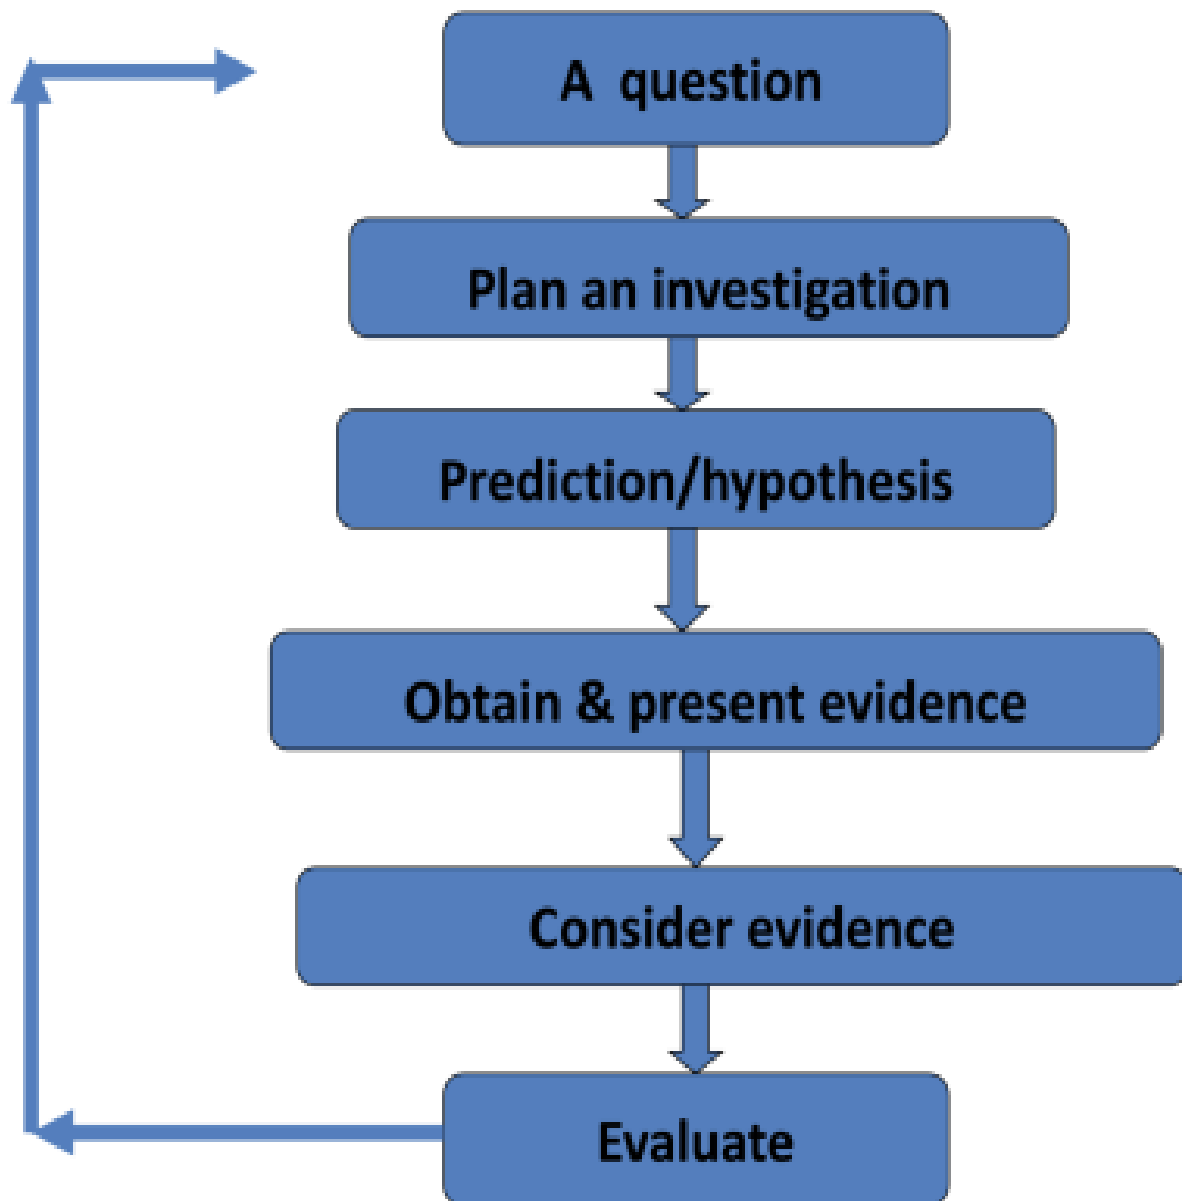 A question
Plan an investigation
Prediction/hypothesis
Obtain & present evidence
Consider evidence
Evaluate